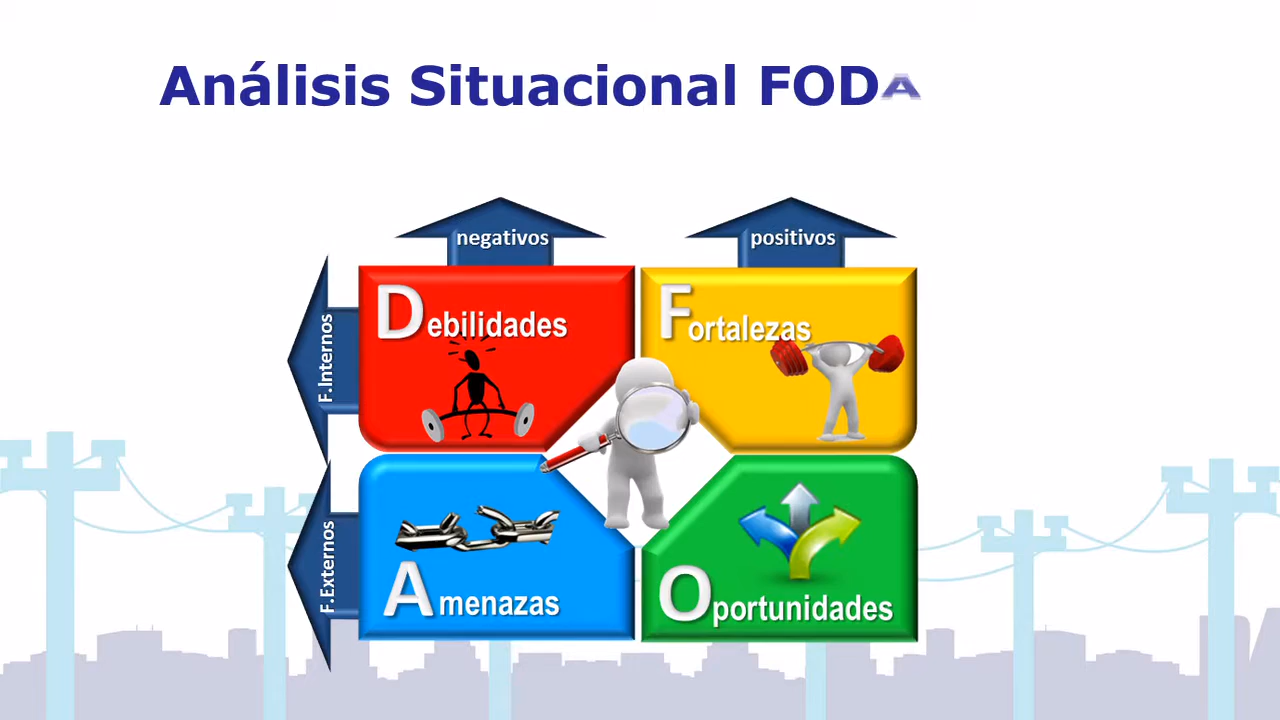 Análisis Situacional FODA
negativos
positivos
F.Internos
Debilidades
Fortalezas
F.Externos
Amenazas
Oportunidades